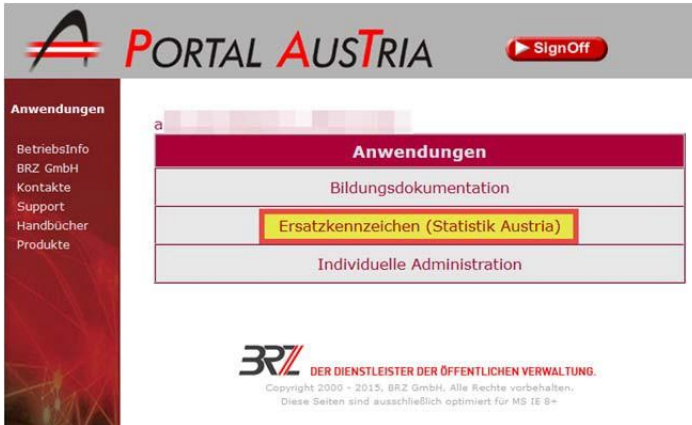 PORTAL AUSTRIA
SignOff
Anwendungen
BetriebsInfo
BRZ GmbH
Kontakte
Support
Handbücher
Produkte
a
Anwendungen
Bildungsdokumentation
Ersatzkennzeichen (Statistik Austria)
Individuelle Administration
BRZ DER DIENSTLEISTER DER ÖFFENTLICHEN VERWALTUNG.
Copyright 2000 - 2015, BRZ GmbH. Alle Rechte vorbehalten.
Diese Seiten sind ausschließlich optimiert für MS IE 8+